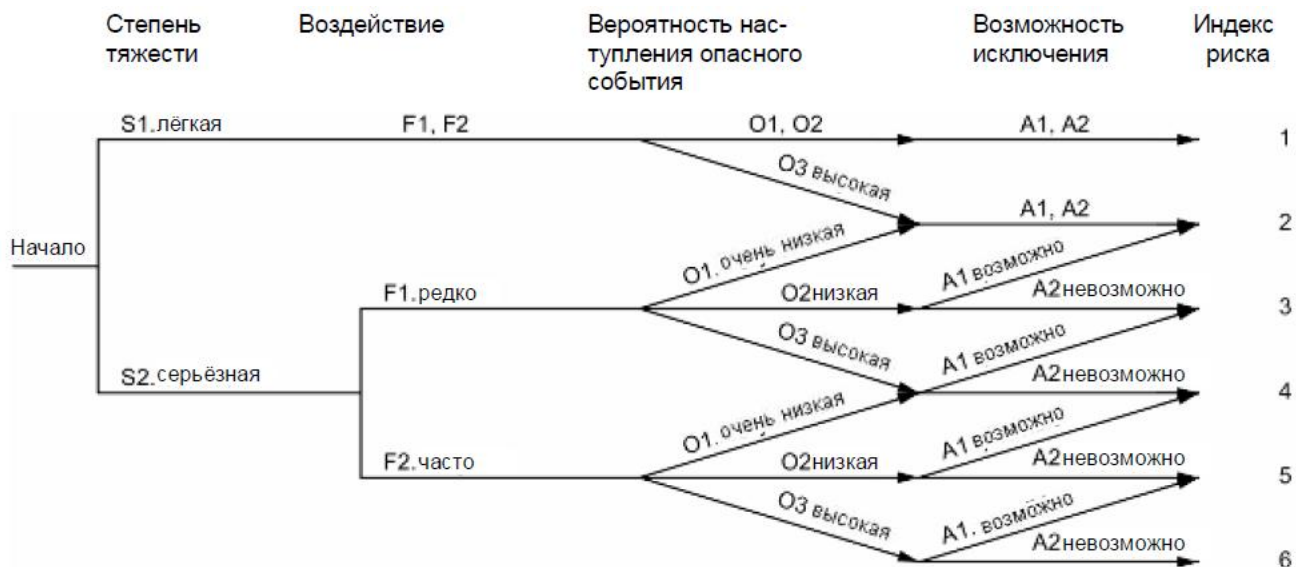 Степень тяжести
Воздействие
Вероятность нас-
тупления опасного
события
Возможность
исключения
Индекс
риска
S1.лёгкая
F1, F2
O1, O2
A1, A2
1
O3 высокая
A1, A2
2
Начало
O1. очень низкая
A1 возможно
F1.редко
O2низкая
A2невозможно
3
O3 высокая
A1 возможно
S2.серьёзная
A2невозможно
4
O1. очень низкая
A1 возможно
F2.часто
O2низкая
A2невозможно
5
O3 высокая
A1. возможно
A2невозможно
6